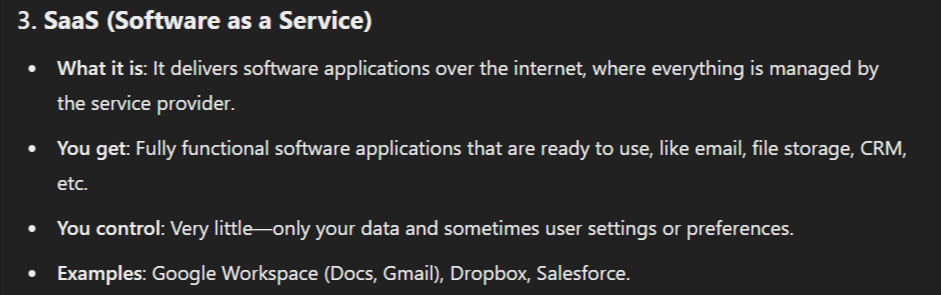 3. SaaS (Software as a Service)
• What it is: It delivers software applications over the internet, where everything is managed by
the service provider.
• You get: Fully functional software applications that are ready to use, like email, file storage, CRM,
etc.
• You control: Very little—only your data and sometimes user settings or preferences.
• Examples: Google Workspace (Docs, Gmail), Dropbox, Salesforce.